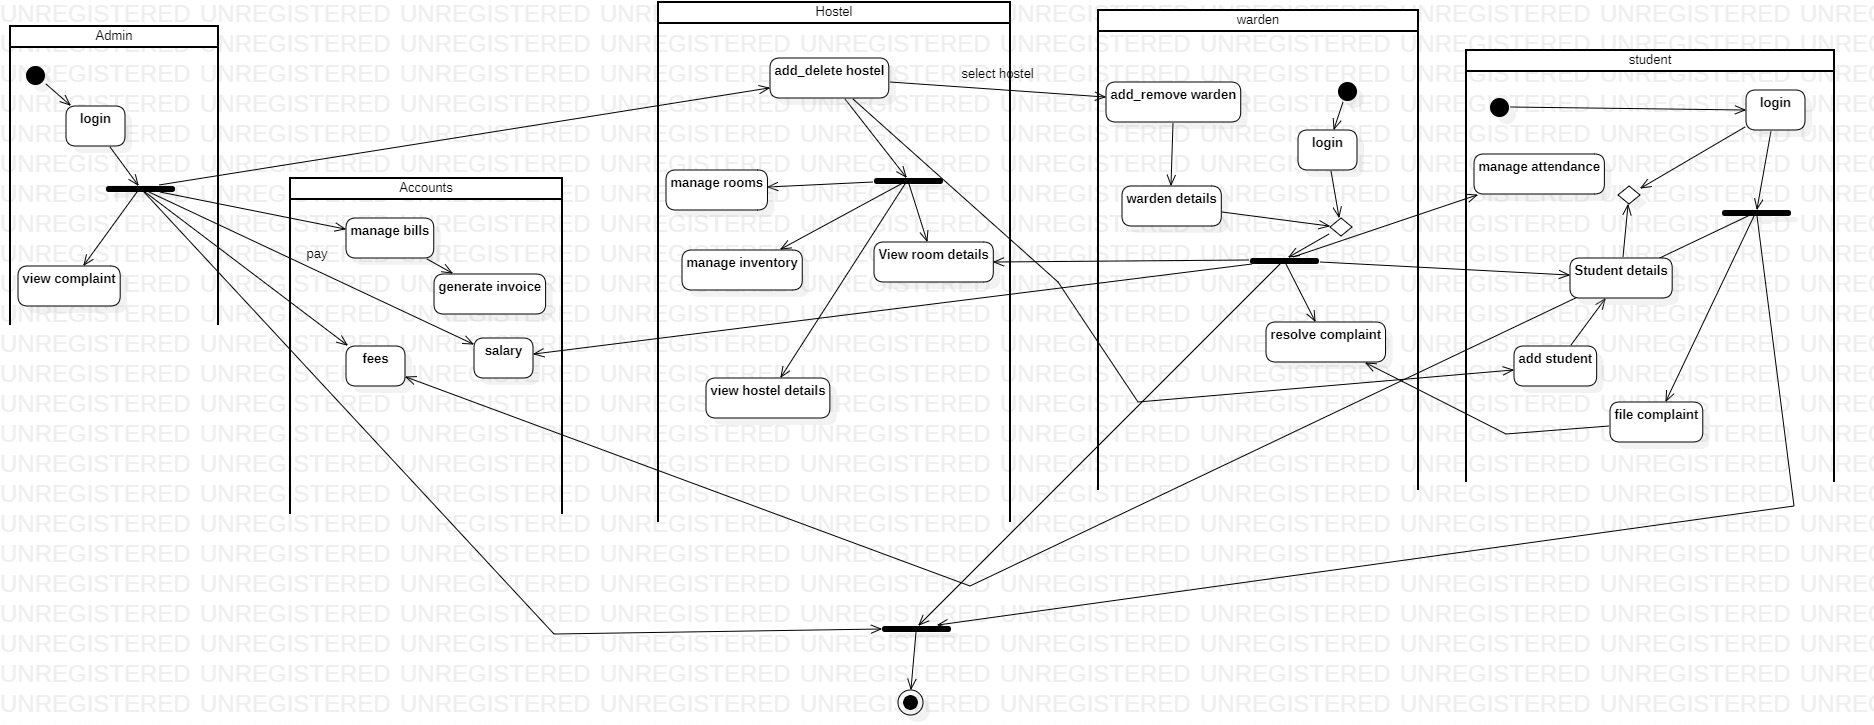 Admin
login
view complaint
Accounts
manage bills
pay
generate invoice
fees
salary
Hostel
add_delete hostel
select hostel
manage rooms
manage inventory
View room details
view hostel details
warden
add_remove warden
login
warden details
resolve complaint
student
login
manage attendance
Student details
add student
file complaint
UNREGISTERED